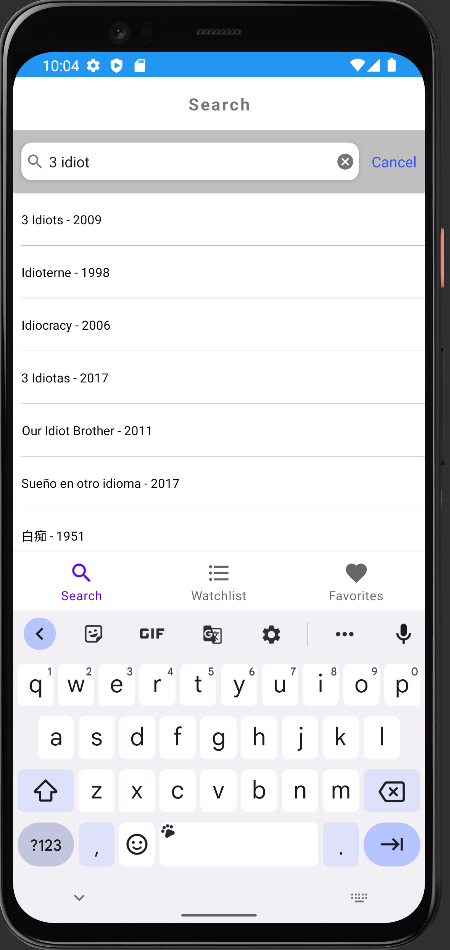 10:04
Search
3 idiot
Cancel
3 Idiots - 2009
Idioterne - 1998
Idiocracy - 2006
3 Idiotas - 2017
Our Idiot Brother - 2011
Sueño en otro idioma - 2017
白痴 - 1951
Search Watchlist Favorites
GIF
1 2 3 4 5 6 7 8 9 0
q w e r t y u i o p
a s d f g h j k l
z x c v b n m
?123 , .